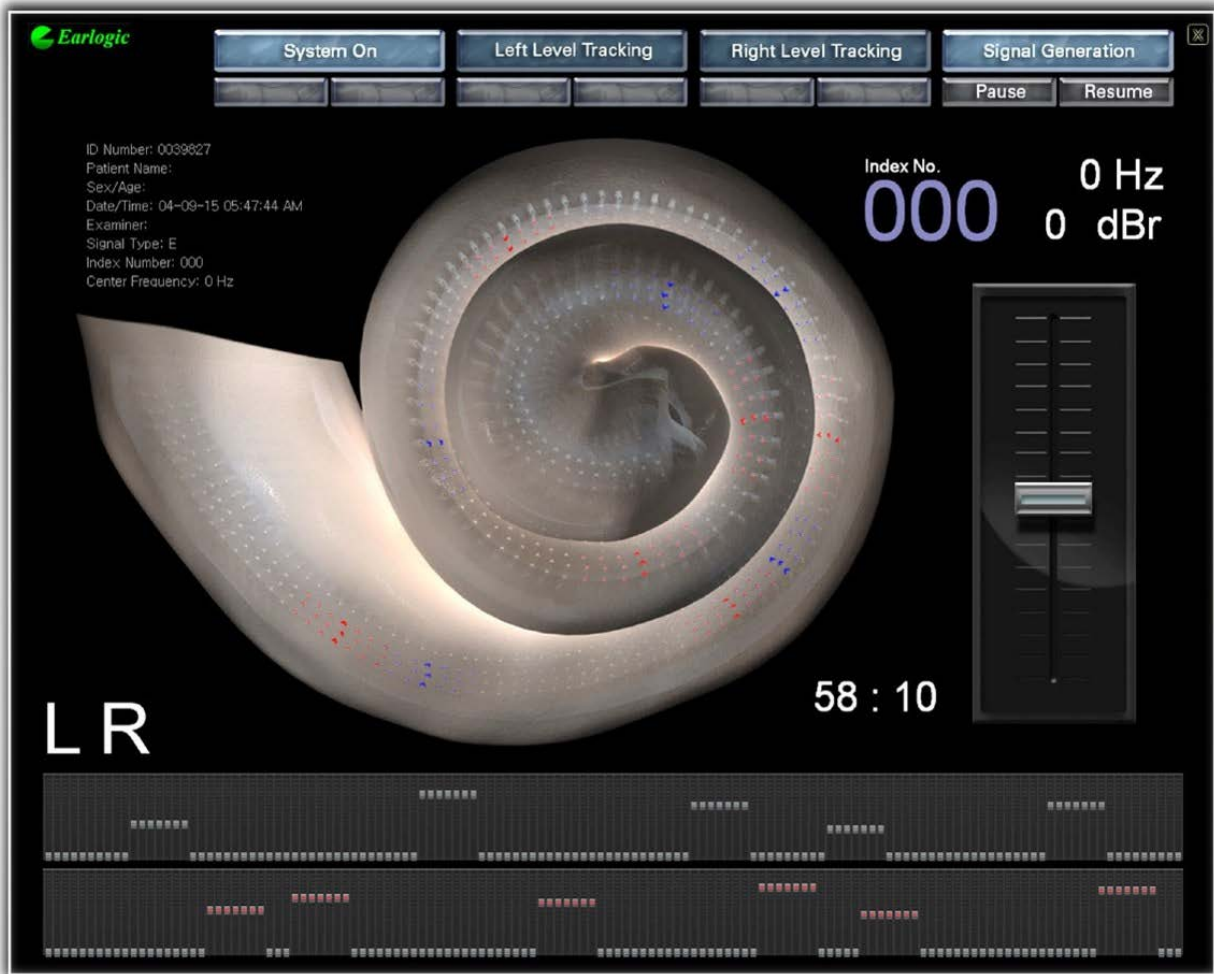 Earlogic
System On
Left Level Tracking
Right Level Tracking
Signal Generation
Pause
Resume
ID Number: 0039827
Patient Name:
Sex/Age:
Date/Time: 04-09-15 05:47:44 AM
Examiner:
Signal Type: E
Index Number: 000
Center Frequency: 0 Hz
Index No.
000
0 Hz
0 dBr
58 : 10
L R